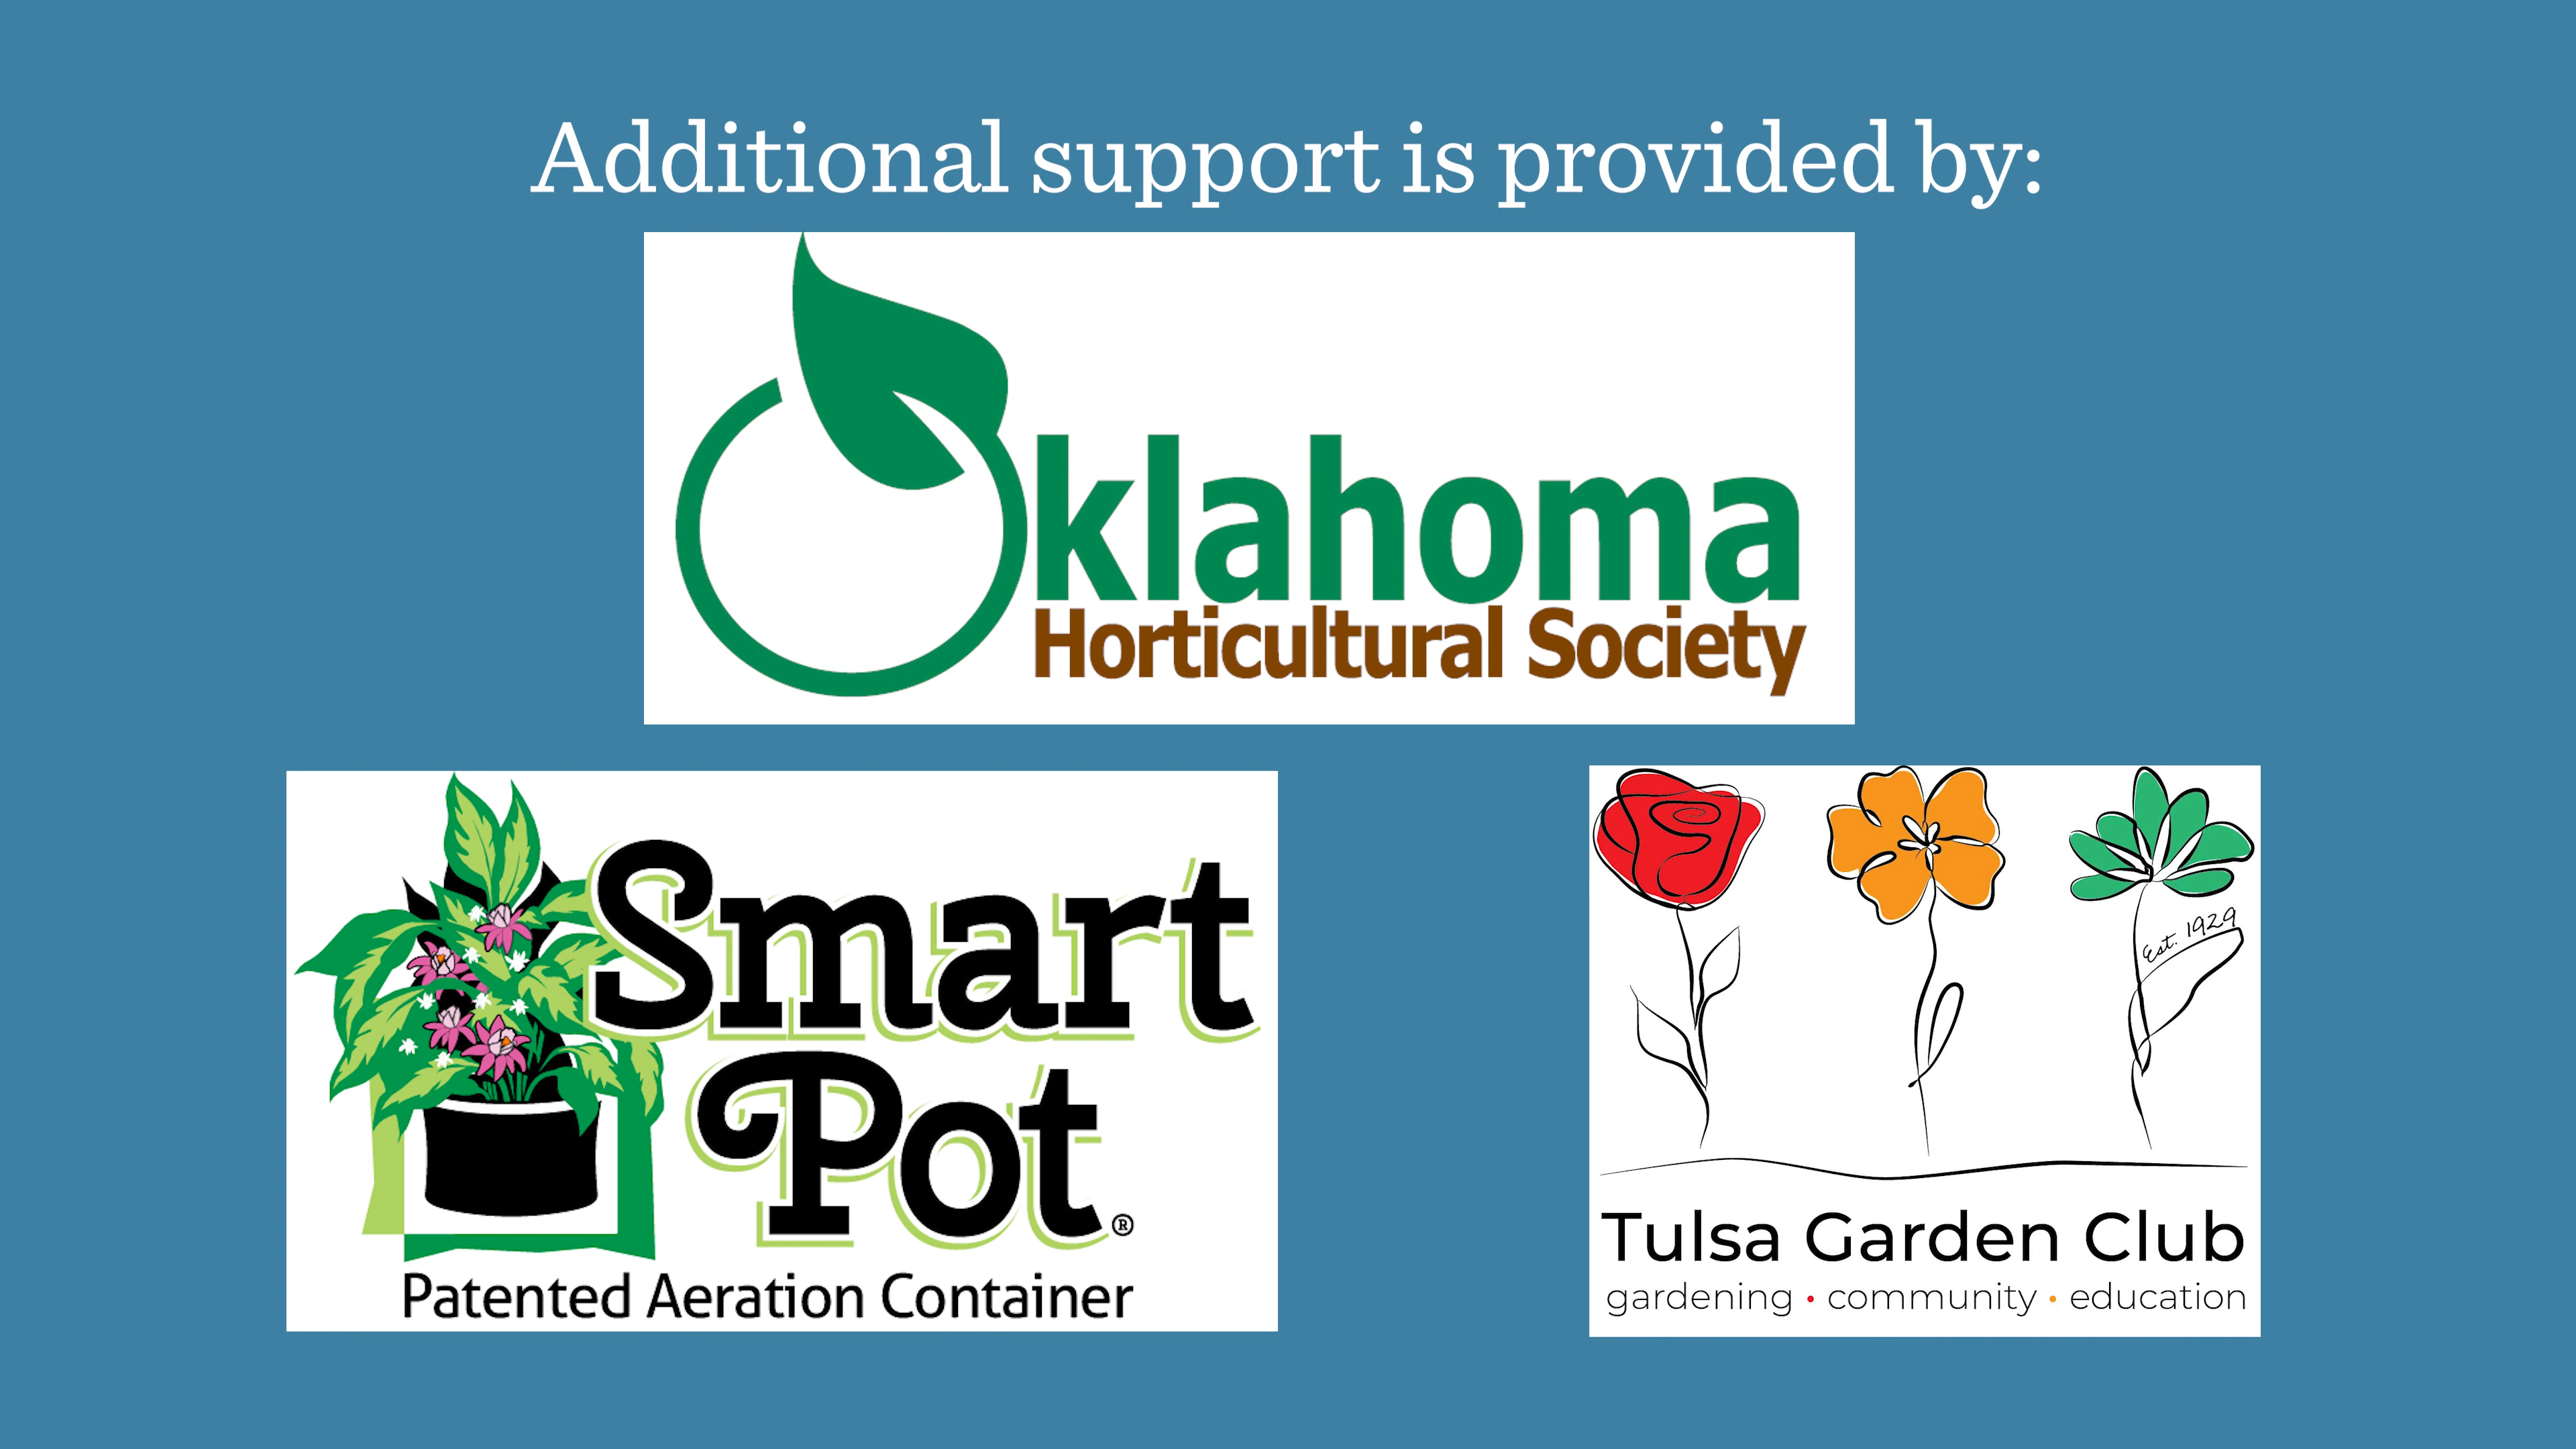 Additional support is provided by:
Oklahoma
Horticultural Society
Smart
Pot®
Patented Aeration Container
Est. 1929
Tulsa Garden Club
gardening • community • education